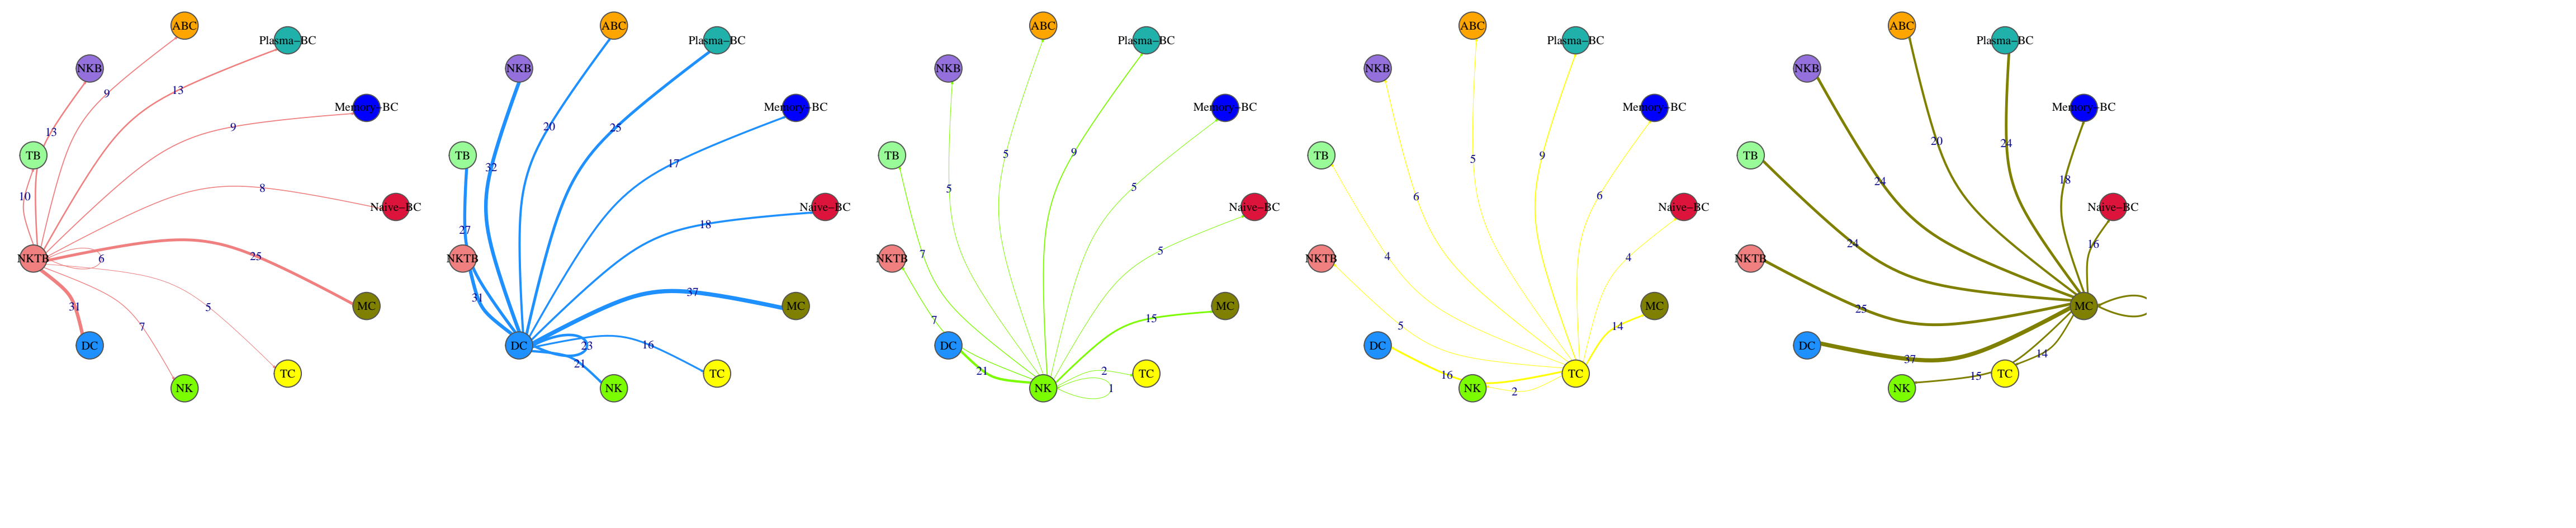 ABC
Plasma−BC
NKB
9
13
Memory−BC
9
13
TB
10
8
Naive−BC
NKTB
6
25
31
5
MC
7
DC
TC
NK
ABC
Plasma−BC
NKB
20
25
Memory−BC
TB
32
17
27
18
Naive−BC
NKTB
31
37
MC
DC
23
16
21
TC
NK
ABC
Plasma−BC
NKB
Memory−BC
TB
5
9
5
5
Naive−BC
7
5
NKTB
7
15
MC
DC
21
2
TC
NK
1
ABC
Plasma−BC
NKB
Memory−BC
TB
5
9
6
6
Naive−BC
4
4
NKTB
5
14
MC
DC
16
TC
NK
2
ABC
Plasma−BC
NKB
Memory−BC
20
24
TB
24
18
Naive−BC
24
16
NKTB
25
MC
DC
37
14
15
TC
NK